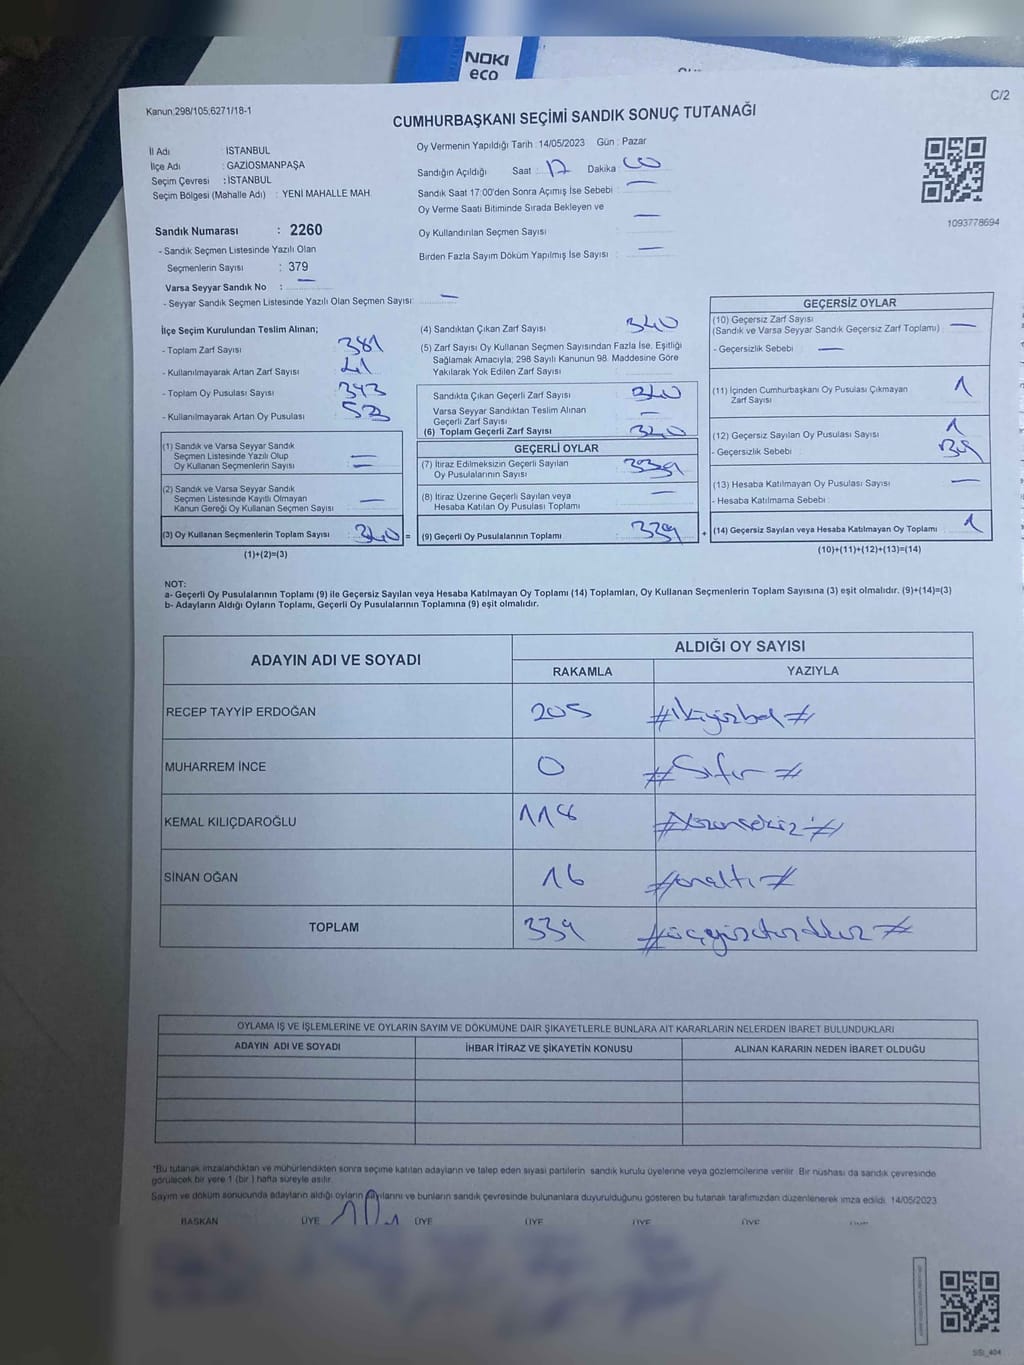 NOKI
eco
C/2
Kanun 298/105;6271/18-1
CUMHURBAŞKANI SEÇİMİ SANDIK SONUÇ TUTANAĞI
İl Adı : İSTANBUL
İlçe Adı : GAZİOSMANPAŞA
Seçim Çevresi : İSTANBUL
Seçim Bölgesi (Mahalle Adı) : YENİ MAHALLE MAH.
Oy Vermenin Yapıldığı Tarih : 14/05/2023 Gün : Pazar
Sandığın Açıldığı Saat : 17 Dakika : 00
Sandık Saat 17:00'den Sonra Açımış İse Sebebi : —
Oy Verme Saati Bitiminde Sırada Bekleyen ve
Oy Kullandırılan Seçmen Sayısı : —
Birden Fazla Sayım Döküm Yapılmış İse Sayısı : —
1093778694
Sandık Numarası : 2260
- Sandık Seçmen Listesinde Yazılı Olan
Seçmenlerin Sayısı : 379
Varsa Seyyar Sandık No : —
- Seyyar Sandık Seçmen Listesinde Yazılı Olan Seçmen Sayısı: —
İlçe Seçim Kurulundan Teslim Alınan;
- Toplam Zarf Sayısı 381
- Kullanılmayarak Artan Zarf Sayısı 41
- Toplam Oy Pusulası Sayısı 393
- Kullanılmayarak Artan Oy Pusulası 53
(1) Sandık ve Varsa Seyyar Sandık
Seçmen Listesinde Yazılı Olup
Oy Kullanan Seçmenlerin Sayısı
(2) Sandık ve Varsa Seyyar Sandık
Seçmen Listesinde Kayıtlı Olmayan
Kanun Gereği Oy Kullanan Seçmen Sayısı —
(3) Oy Kullanan Seçmenlerin Toplam Sayısı 340 =
(1)+(2)=(3)
(4) Sandıktan Çıkan Zarf Sayısı 340
(5) Zarf Sayısı Oy Kullanan Seçmen Sayısından Fazla İse, Eşitliği
Sağlamak Amacıyla; 298 Sayılı Kanunun 98. Maddesine Göre
Yakılarak Yok Edilen Zarf Sayısı
Sandıkta Çıkan Geçerli Zarf Sayısı 340
Varsa Seyyar Sandıktan Teslim Alınan
Geçerli Zarf Sayısı —
(6) Toplam Geçerli Zarf Sayısı 340
GEÇERLİ OYLAR
(7) İtiraz Edilmeksizin Geçerli Sayılan
Oy Pusulalarının Sayısı 339
(8) İtiraz Üzerine Geçerli Sayılan veya
Hesaba Katılan Oy Pusulası Toplamı —
(9) Geçerli Oy Pusulalarının Toplamı 339 +
GEÇERSİZ OYLAR
(10) Geçersiz Zarf Sayısı
(Sandık ve Varsa Seyyar Sandık Geçersiz Zarf Toplamı) : —
- Geçersizlik Sebebi : —
(11) İçinden Cumhurbaşkanı Oy Pusulası Çıkmayan
Zarf Sayısı 1
(12) Geçersiz Sayılan Oy Pusulası Sayısı 1
- Geçersizlik Sebebi :
(13) Hesaba Katılmayan Oy Pusulası Sayısı —
- Hesaba Katılmama Sebebi :
(14) Geçersiz Sayılan veya Hesaba Katılmayan Oy Toplamı 1
(10)+(11)+(12)+(13)=(14)
NOT:
a- Geçerli Oy Pusulalarının Toplamı (9) ile Geçersiz Sayılan veya Hesaba Katılmayan Oy Toplamı (14) Toplamları, Oy Kullanan Seçmenlerin Toplam Sayısına (3) eşit olmalıdır. (9)+(14)=(3)
b- Adayların Aldığı Oyların Toplamı, Geçerli Oy Pusulalarının Toplamına (9) eşit olmalıdır.
ADAYIN ADI VE SOYADI
ALDIĞI OY SAYISI
RAKAMLA YAZIYLA
RECEP TAYYİP ERDOĞAN 205 #ikiyüzbeş#
MUHARREM İNCE 0 #Sıfır#
KEMAL KILIÇDAROĞLU 118 #Yüzonsekiz#
SİNAN OĞAN 16 #onaltı#
TOPLAM 339 #üçyüzotuzdokuz#
OYLAMA İŞ VE İŞLEMLERİNE VE OYLARIN SAYIM VE DÖKÜMÜNE DAİR ŞİKAYETLERLE BUNLARA AİT KARARLARIN NELERDEN İBARET BULUNDUKLARI
ADAYIN ADI VE SOYADI İHBAR İTİRAZ VE ŞİKAYETİN KONUSU ALINAN KARARIN NEDEN İBARET OLDUĞU
*Bu tutanak imzalandıktan ve mühürlendikten sonra seçime katılan adayların ve talep eden siyasi partilerin sandık kurulu üyelerine veya gözlemcilerine verilir. Bir nüshası da sandık çevresinde
görülecek bir yere 1 (bir) hafta süreyle asılır.
Sayım ve döküm sonucunda adayların aldığı oyların sayılarını ve bunların sandık çevresinde bulunanlara duyurulduğunu gösteren bu tutanak tarafımızdan düzenlenerek imza edildi. 14/05/2023
BAŞKAN ÜYE ÜYE ÜYE ÜYE ÜYE